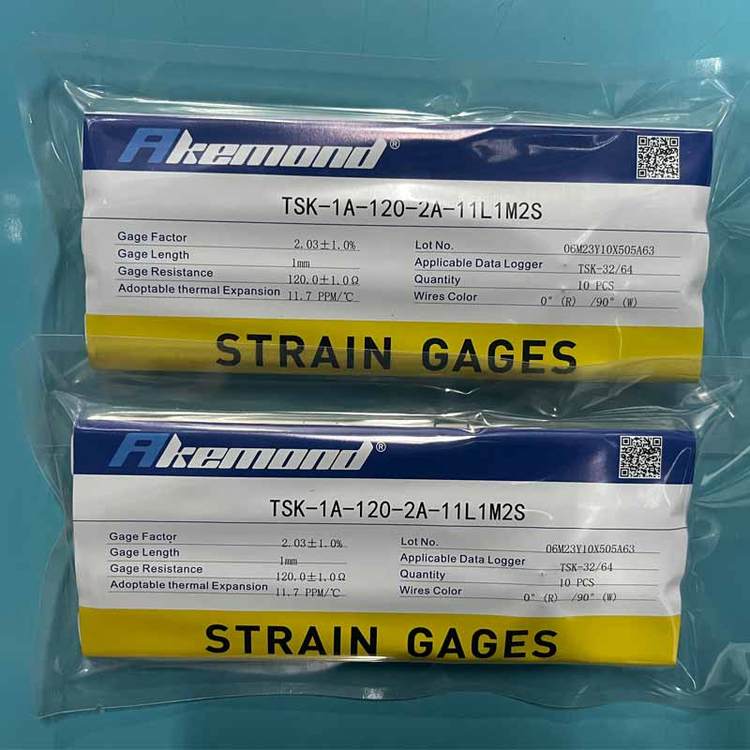 Akemond®
TSK-1A-120-2A-11L1M2S
Gage Factor 2.03±1.0%
Gage Length 1mm
Gage Resistance 120.0±1.0Ω
Adoptable thermal Expansion 11.7 PPM/℃
Lot No. 06M23Y10X505A63
Applicable Data Logger TSK-32/64
Quantity 10 PCS
Wires Color 0° (R) /90° (W)
STRAIN GAGES
Akemond®
TSK-1A-120-2A-11L1M2S
Gage Factor 2.03±1.0%
Gage Length 1mm
Gage Resistance 120.0±1.0Ω
Adoptable thermal Expansion 11.7 PPM/℃
Lot No. 06M23Y10X505A63
Applicable Data Logger TSK-32/64
Quantity 10 PCS
Wires Color 0° (R) /90° (W)
STRAIN GAGES